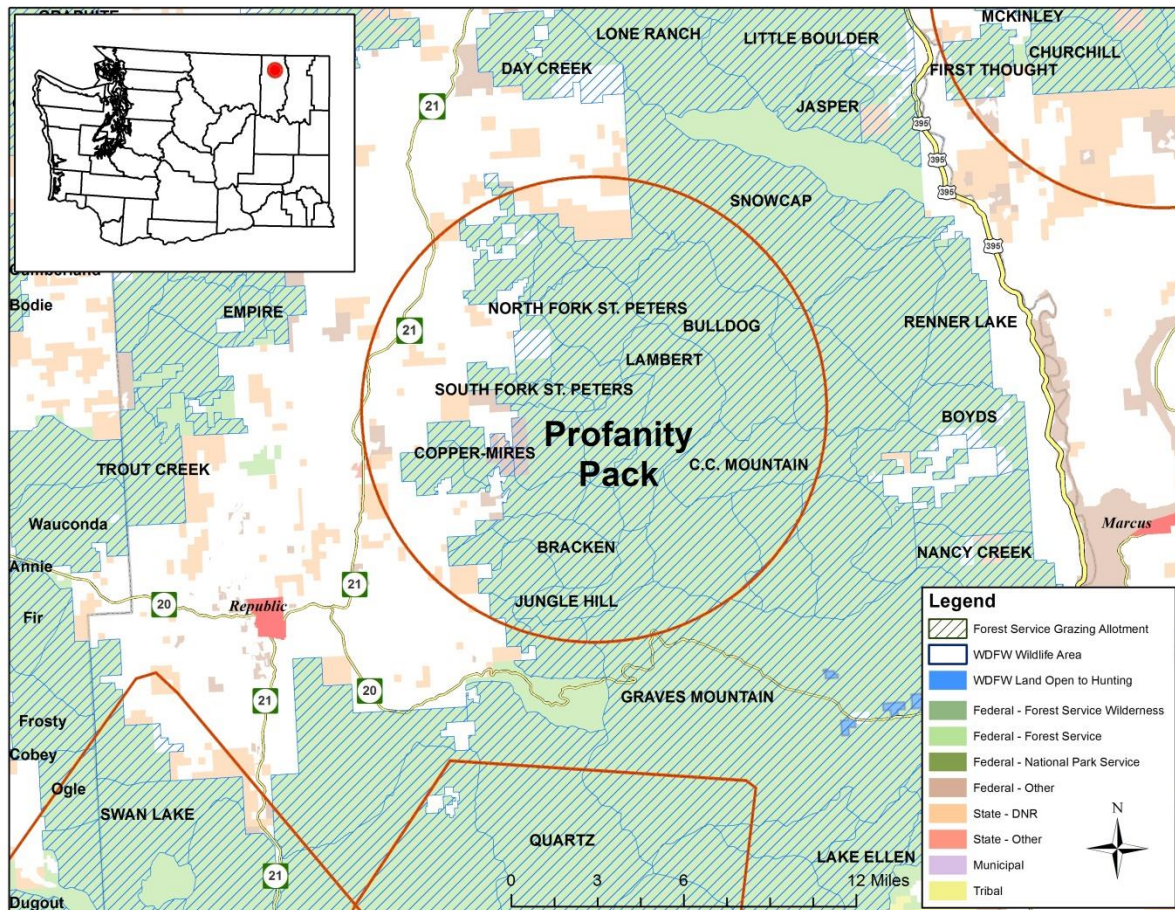 GRAPHITE
MCKINLEY
LONE RANCH
LITTLE BOULDER
CHURCHILL
DAY CREEK
FIRST THOUGHT
21
JASPER
395
395
395
SNOWCAP
395
Cumberland
Bodie
EMPIRE
NORTH FORK ST. PETERS
21
BULLDOG
RENNER LAKE
LAMBERT
SOUTH FORK ST. PETERS
BOYDS
Profanity
Pack
COPPER-MIRES
C.C. MOUNTAIN
TROUT CREEK
Wauconda
Marcus
BRACKEN
NANCY CREEK
Annie
20
Republic
21
JUNGLE HILL
Fir
20
21
GRAVES MOUNTAIN
Frosty
Cobey
Ogle
SWAN LAKE
QUARTZ
LAKE ELLEN
21
Dugout
0 3 6 12 Miles
Legend
Forest Service Grazing Allotment
WDFW Wildlife Area
WDFW Land Open to Hunting
Federal - Forest Service Wilderness
Federal - Forest Service
Federal - National Park Service
Federal - Other
State - DNR
State - Other
Municipal
Tribal
N